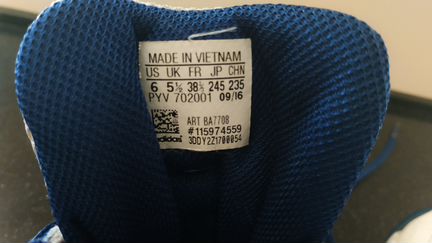 MADE IN VIETNAM
US UK FR JP CHN
6 5½ 38⅔ 245 235
PYV 702001 09/16
ART BA7708
#115974559
adidas 3DDY2Z1700054